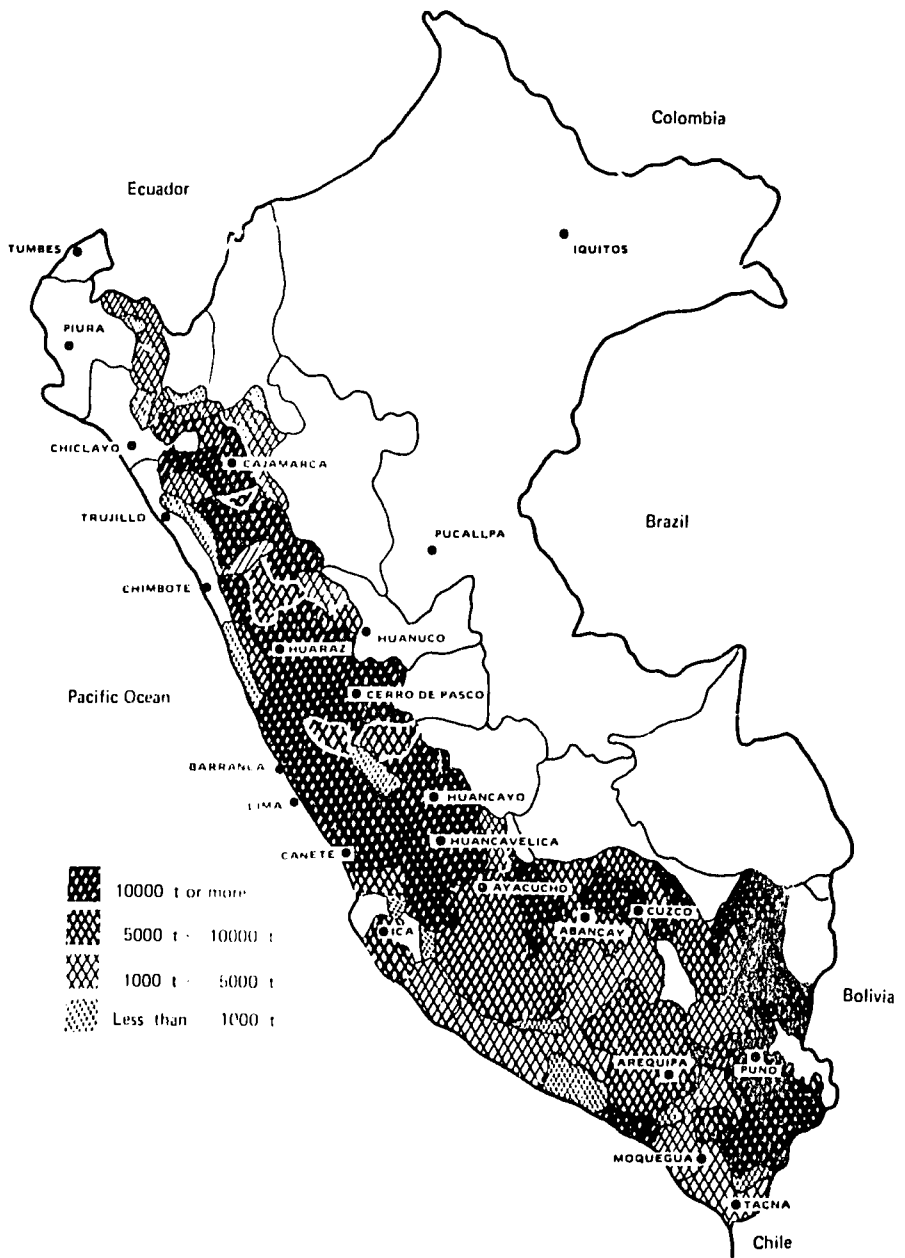 Colombia
Ecuador
TUMBES
IQUITOS
PIURA
CHICLAYO
CAJAMARCA
TRUJILLO
Brazil
PUCALLPA
CHIMBOTE
HUANUCO
HUARAZ
Pacific Ocean
CERRO DE PASCO
BARRANCA
HUANCAYO
LIMA
HUANCAVELICA
CAÑETE
10000 t or more
AYACUCHO
CUZCO
5000 t - 10000 t
ICA
ABANCAY
1000 t - 5000 t
Bolivia
Less than 1000 t
AREQUIPA
PUNO
MOQUEGUA
TACNA
Chile